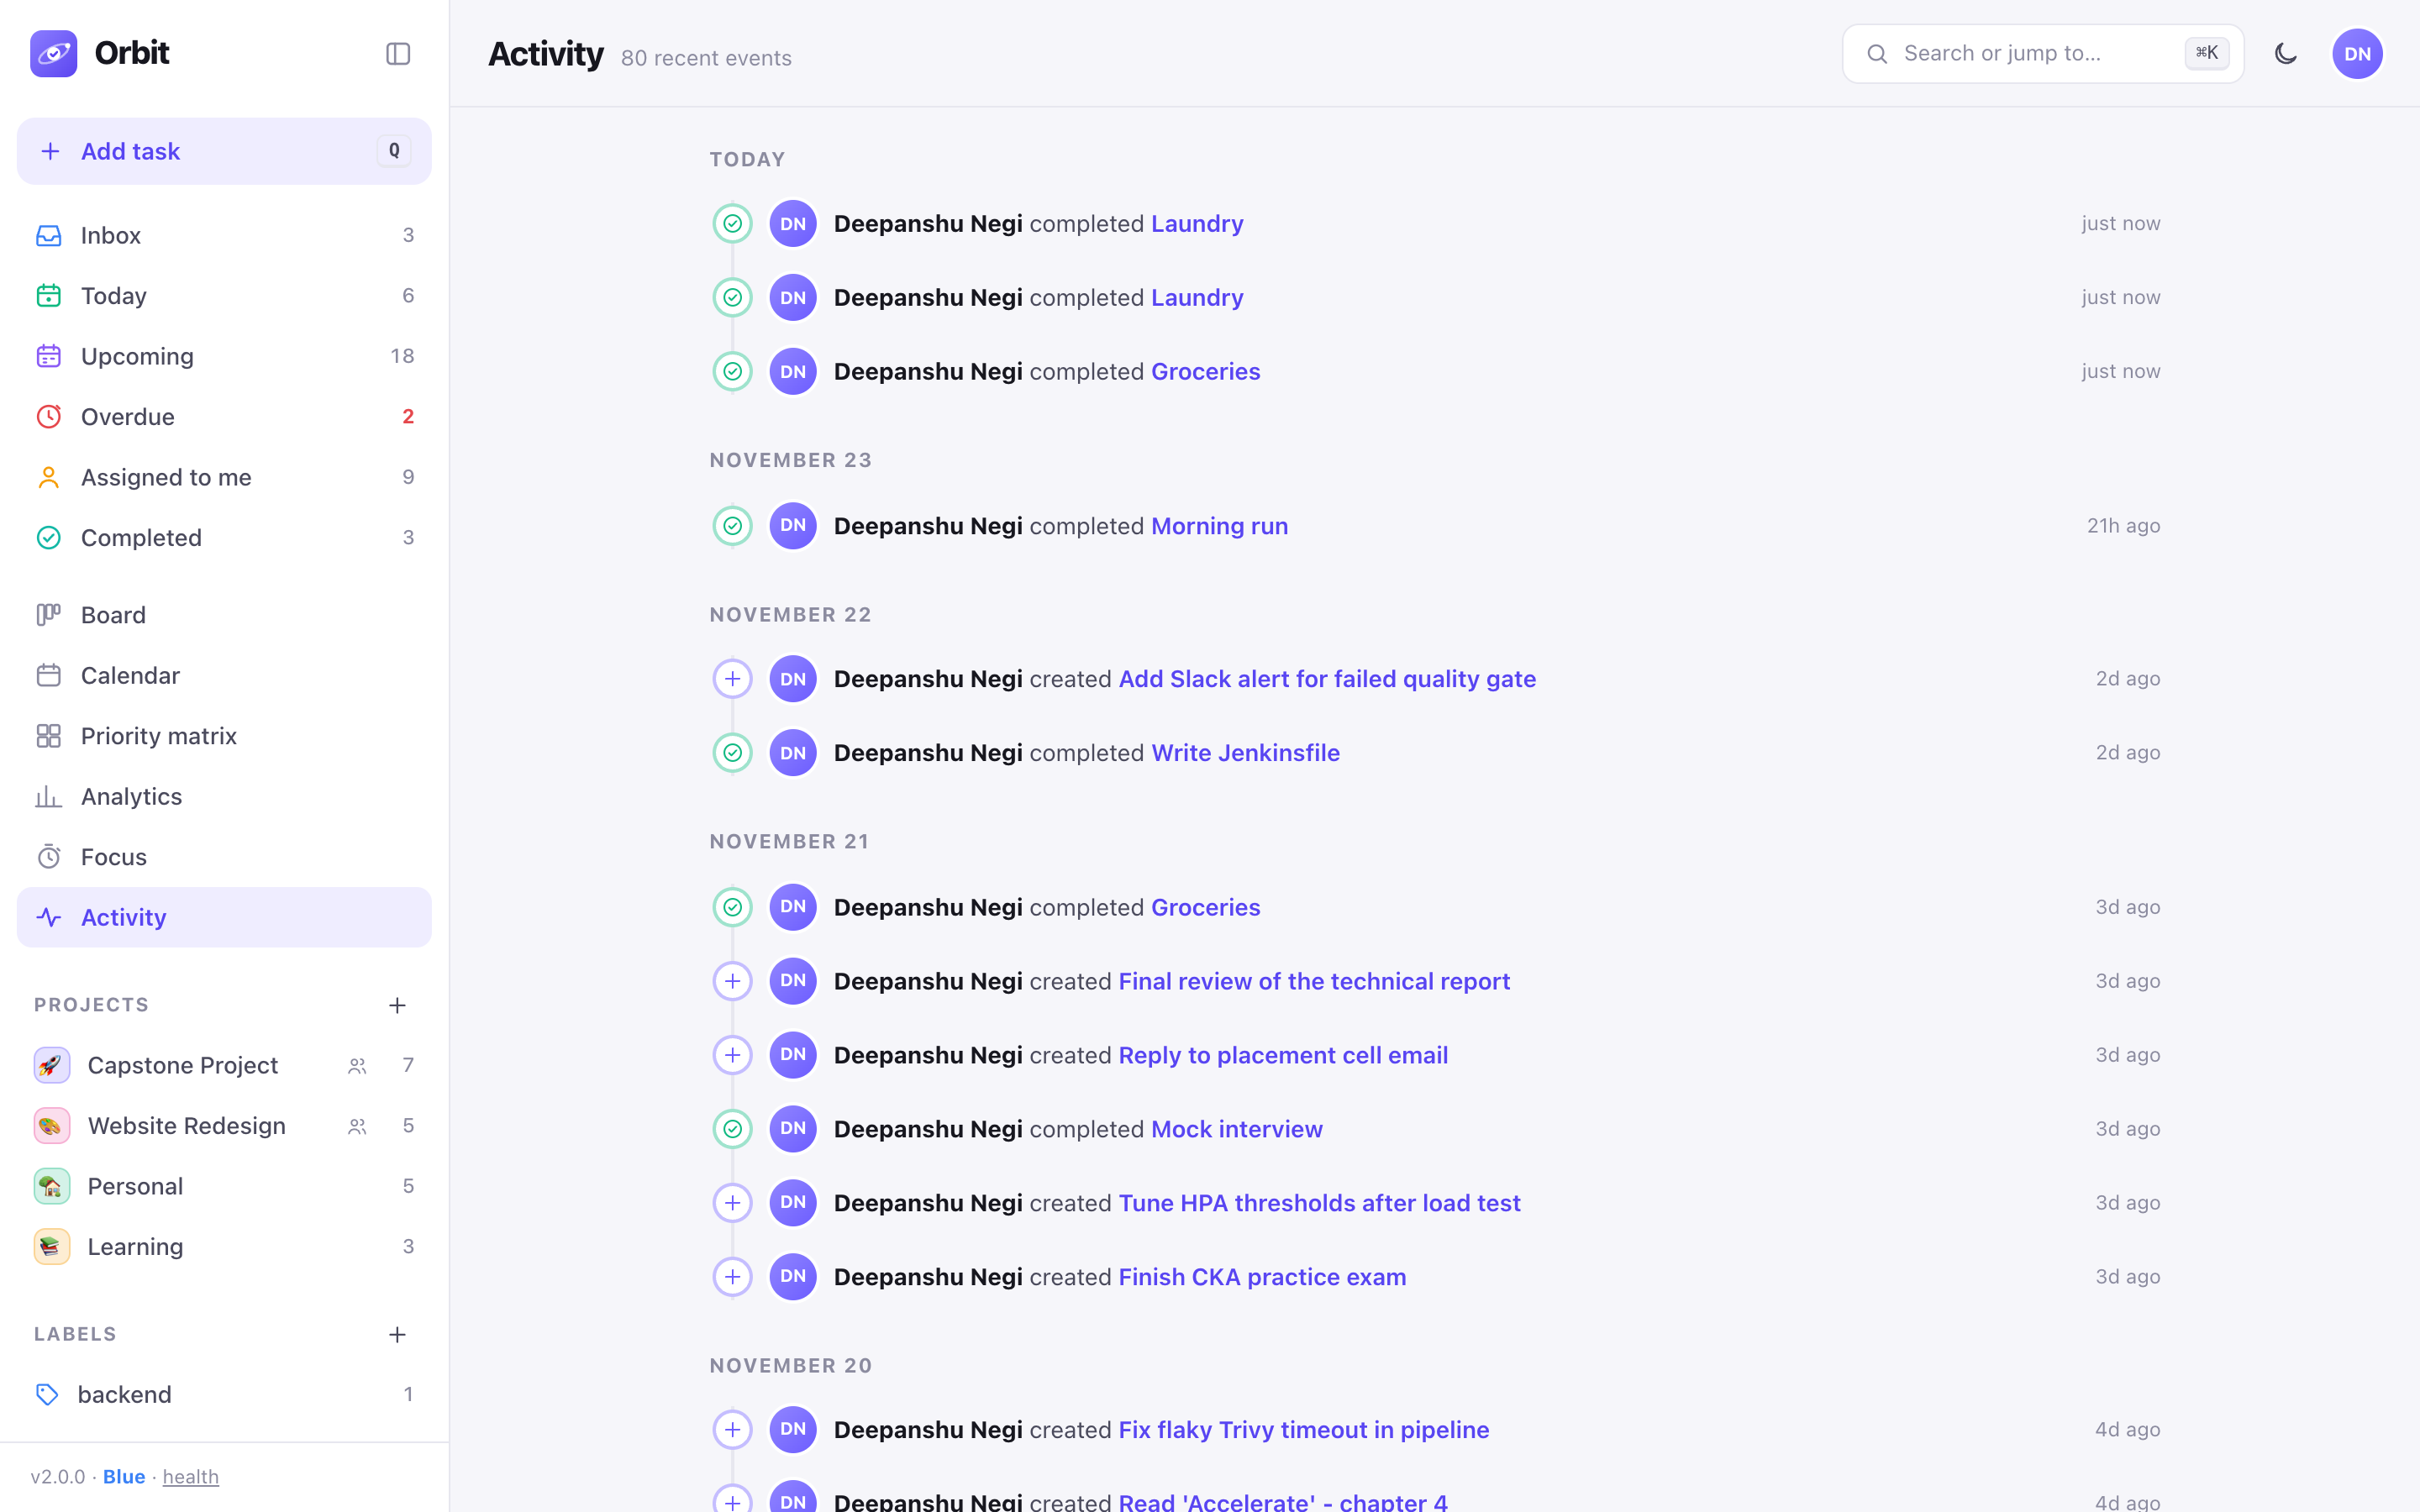 Orbit
Add task Q
Inbox 3
Today 6
Upcoming 18
Overdue 2
Assigned to me 9
Completed 3
Board
Calendar
Priority matrix
Analytics
Focus
Activity
PROJECTS
Capstone Project 7
Website Redesign 5
Personal 5
Learning 3
LABELS
backend 1
v2.0.0 · Blue · health
Activity 80 recent events
Search or jump to... ⌘K
DN
TODAY
DN Deepanshu Negi completed Laundry just now
DN Deepanshu Negi completed Laundry just now
DN Deepanshu Negi completed Groceries just now
NOVEMBER 23
DN Deepanshu Negi completed Morning run 21h ago
NOVEMBER 22
DN Deepanshu Negi created Add Slack alert for failed quality gate 2d ago
DN Deepanshu Negi completed Write Jenkinsfile 2d ago
NOVEMBER 21
DN Deepanshu Negi completed Groceries 3d ago
DN Deepanshu Negi created Final review of the technical report 3d ago
DN Deepanshu Negi created Reply to placement cell email 3d ago
DN Deepanshu Negi completed Mock interview 3d ago
DN Deepanshu Negi created Tune HPA thresholds after load test 3d ago
DN Deepanshu Negi created Finish CKA practice exam 3d ago
NOVEMBER 20
DN Deepanshu Negi created Fix flaky Trivy timeout in pipeline 4d ago
DN Deepanshu Negi created Read 'Accelerate' - chapter 4 4d ago